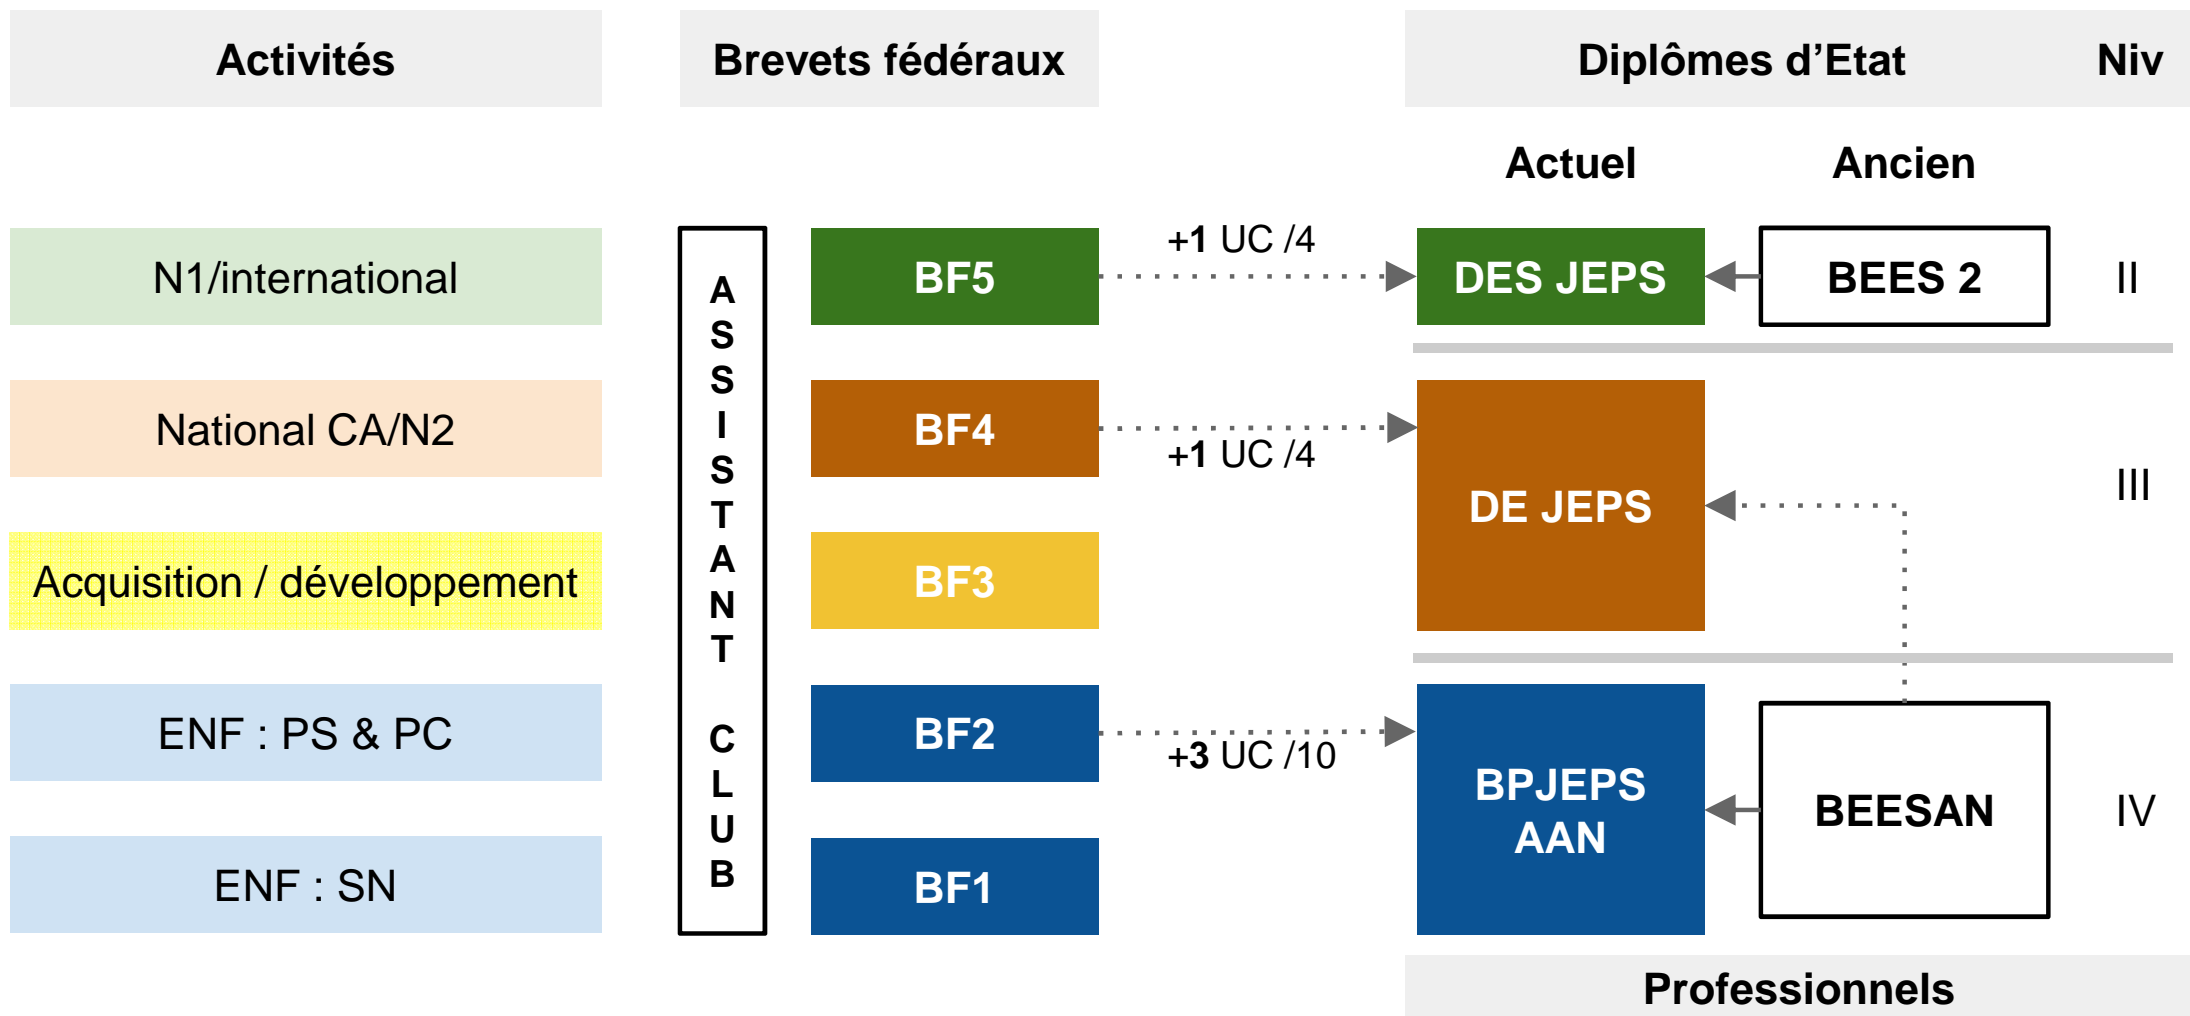 Activités
Brevets fédéraux
Diplômes d’Etat
Niv
Actuel
Ancien
N1/international
ASSISTANT CLUB
BF5
+1 UC /4
DES JEPS
BEES 2
II
National CA/N2
BF4
+1 UC /4
DE JEPS
III
Acquisition / développement
BF3
ENF : PS & PC
BF2
+3 UC /10
BPJEPS
AAN
BEESAN
IV
ENF : SN
BF1
Professionnels